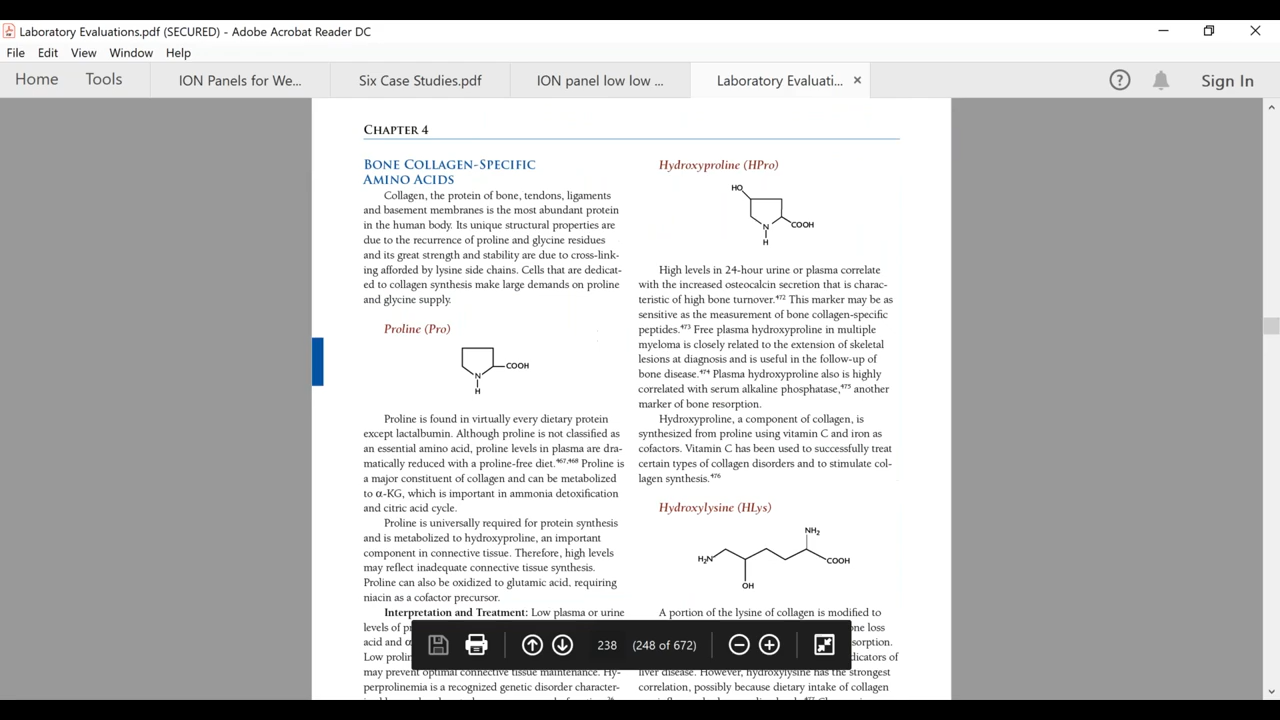 Laboratory Evaluations.pdf (SECURED) - Adobe Acrobat Reader DC
File Edit View Window Help
Home Tools ION Panels for We... Six Case Studies.pdf ION panel low low ... Laboratory Evaluati... × ? Sign In
CHAPTER 4
BONE COLLAGEN-SPECIFIC
AMINO ACIDS
Collagen, the protein of bone, tendons, ligaments
and basement membranes is the most abundant protein
in the human body. Its unique structural properties are
due to the recurrence of proline and glycine residues
and its great strength and stability are due to cross-link-
ing afforded by lysine side chains. Cells that are dedicat-
ed to collagen synthesis make large demands on proline
and glycine supply.
Proline (Pro)
COOH
N
H
Proline is found in virtually every dietary protein
except lactalbumin. Although proline is not classified as
an essential amino acid, proline levels in plasma are dra-
matically reduced with a proline-free diet.467,468 Proline is
a major constituent of collagen and can be metabolized
to α-KG, which is important in ammonia detoxification
and citric acid cycle.
Proline is universally required for protein synthesis
and is metabolized to hydroxyproline, an important
component in connective tissue. Therefore, high levels
may reflect inadequate connective tissue synthesis.
Proline can also be oxidized to glutamic acid, requiring
niacin as a cofactor precursor.
Interpretation and Treatment: Low plasma or urine
levels of
acid and
Low
may prevent optimal connective tissue maintenance. Hy-
perprolinemia is a recognized genetic disorder character-
Hydroxyproline (HPro)
HO
COOH
N
H
High levels in 24-hour urine or plasma correlate
with the increased osteocalcin secretion that is charac-
teristic of high bone turnover.472 This marker may be as
sensitive as the measurement of bone collagen-specific
peptides.473 Free plasma hydroxyproline in multiple
myeloma is closely related to the extension of skeletal
lesions at diagnosis and is useful in the follow-up of
bone disease.474 Plasma hydroxyproline also is highly
correlated with serum alkaline phosphatase,475 another
marker of bone resorption.
Hydroxyproline, a component of collagen, is
synthesized from proline using vitamin C and iron as
cofactors. Vitamin C has been used to successfully treat
certain types of collagen disorders and to stimulate col-
lagen synthesis.476
Hydroxylysine (HLys)
NH2
H2N
COOH
OH
A portion of the lysine of collagen is modified to
loss
of
liver disease. However, hydroxylysine has the strongest
correlation, possibly because dietary intake of collagen
238 (248 of 672)